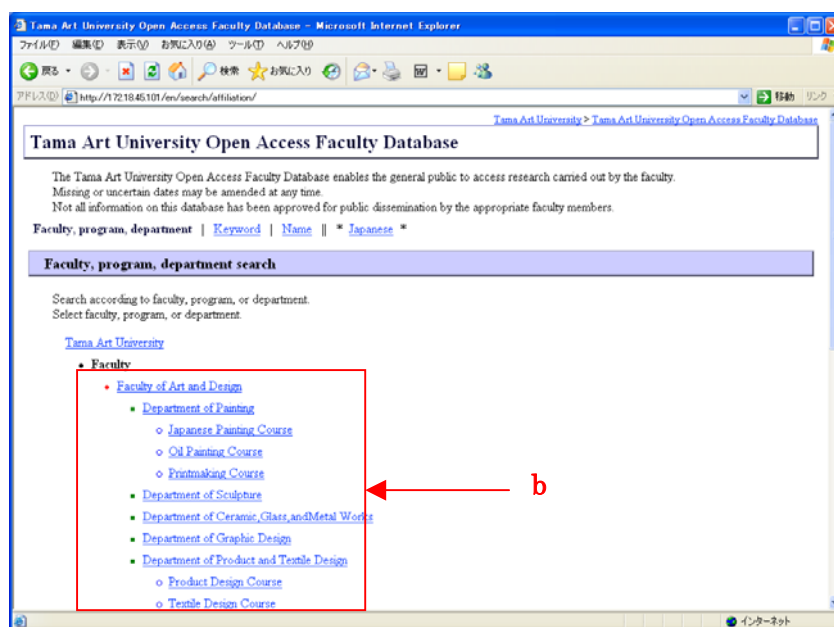 Tama Art University Open Access Faculty Database - Microsoft Internet Explorer
ファイル(F) 編集(E) 表示(V) お気に入り(A) ツール(T) ヘルプ(H)
戻る 検索 お気に入り
アドレス(D) http://172.18.45.101/en/search/affiliation/ 移動 リンク
Tama Art University > Tama Art University Open Access Faculty Database
Tama Art University Open Access Faculty Database
The Tama Art University Open Access Faculty Database enables the general public to access research carried out by the faculty.
Missing or uncertain dates may be amended at any time.
Not all information on this database has been approved for public dissemination by the appropriate faculty members.
Faculty, program, department | Keyword | Name || * Japanese *
Faculty, program, department search
Search according to faculty, program, or department.
Select faculty, program, or department.
Tama Art University
Faculty
Faculty of Art and Design
Department of Painting
Japanese Painting Course
Oil Painting Course
Printmaking Course
b
Department of Sculpture
Department of Ceramic,Glass,andMetal Works
Department of Graphic Design
Department of Product and Textile Design
Product Design Course
Textile Design Course
インターネット